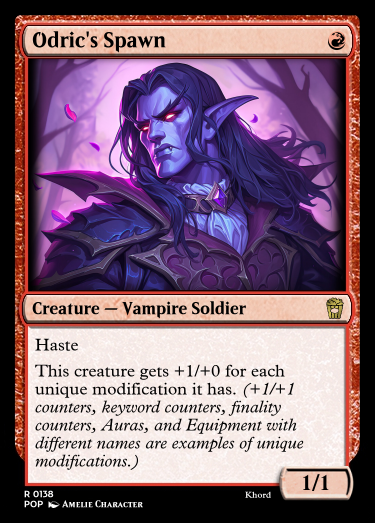 Odric's Spawn
Creature — Vampire Soldier
Haste
This creature gets +1/+0 for each
unique modification it has. (+1/+1
counters, keyword counters, finality
counters, Auras, and Equipment with
different names are examples of unique
modifications.)
1/1
R 0138
POP Amelie Character
Khord